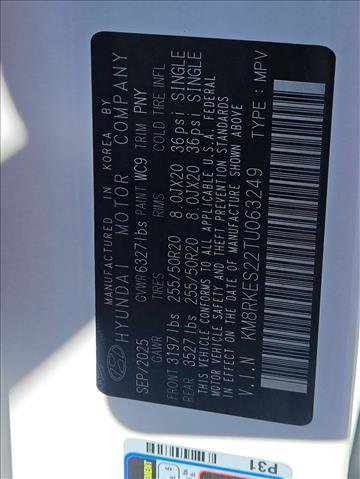 MANUFACTURED IN KOREA BY
HYUNDAI MOTOR COMPANY
SEP/2025 GVWR 6327lbs PAINT WC9 TRIM PNY
GAWR TIRES RIMS COLD TIRE INFL
FRONT 3197lbs 255/50R20 8.0JX20 36psi SINGLE
REAR 3527lbs 255/50R20 8.0JX20 36psi SINGLE
THIS VEHICLE CONFORMS TO ALL APPLICABLE U.S.A. FEDERAL
MOTOR VEHICLE SAFETY AND THEFT PREVENTION STANDARDS
IN EFFECT ON THE DATE OF MANUFACTURE SHOWN ABOVE
V.I.N KM8RKES22TU063249 TYPE: MPV
P31